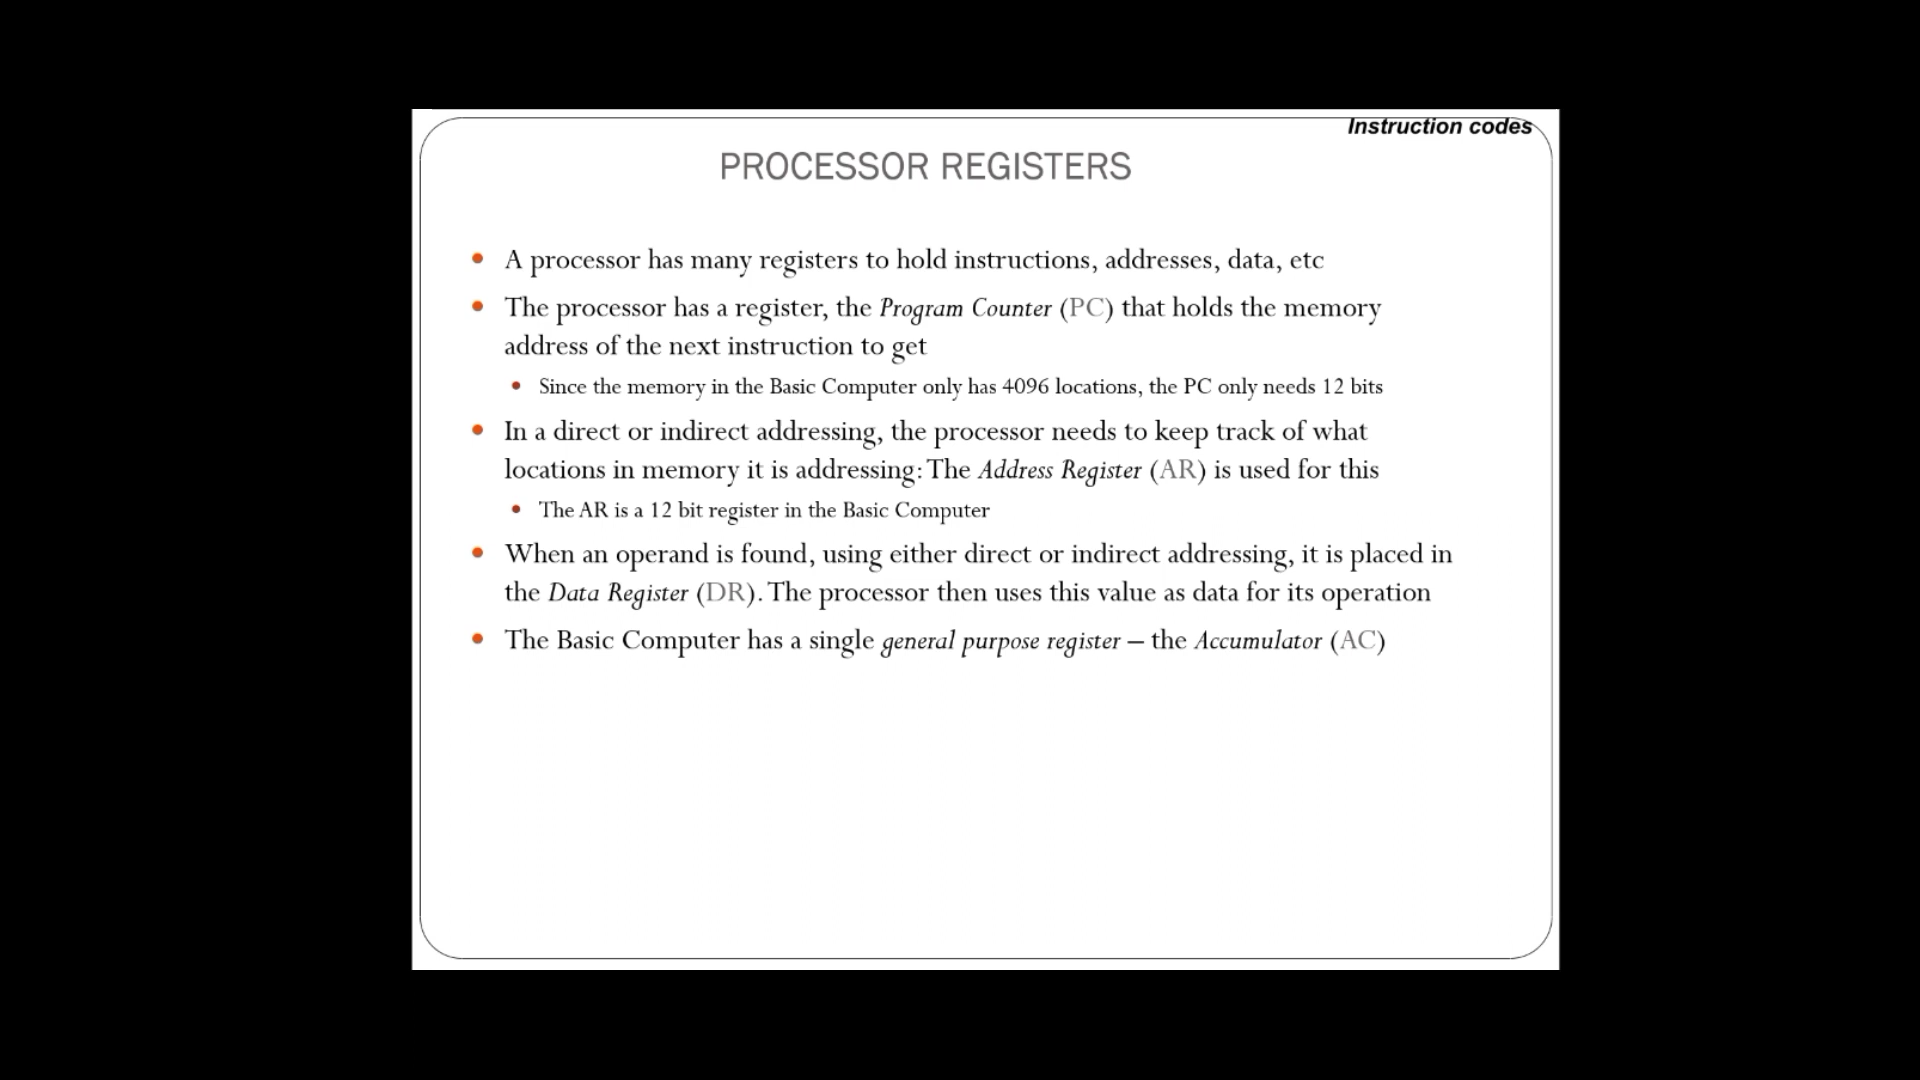 Instruction codes
PROCESSOR REGISTERS
• A processor has many registers to hold instructions, addresses, data, etc
• The processor has a register, the Program Counter (PC) that holds the memory
address of the next instruction to get
• Since the memory in the Basic Computer only has 4096 locations, the PC only needs 12 bits
• In a direct or indirect addressing, the processor needs to keep track of what
locations in memory it is addressing: The Address Register (AR) is used for this
• The AR is a 12 bit register in the Basic Computer
• When an operand is found, using either direct or indirect addressing, it is placed in
the Data Register (DR). The processor then uses this value as data for its operation
• The Basic Computer has a single general purpose register – the Accumulator (AC)